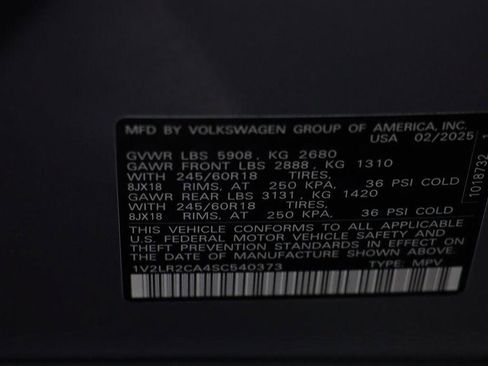 MFD BY VOLKSWAGEN GROUP OF AMERICA, INC.
USA 02/2025
GVWR LBS 5908, KG 2680
GAWR FRONT LBS 2888, KG 1310
WITH 245/60R18 TIRES,
8JX18 RIMS, AT 250 KPA, 36 PSI COLD
GAWR REAR LBS 3131, KG 1420
WITH 245/60R18 TIRES,
8JX18 RIMS, AT 250 KPA, 36 PSI COLD
THIS VEHICLE CONFORMS TO ALL APPLICABLE
U.S. FEDERAL MOTOR VEHICLE SAFETY AND
THEFT PREVENTION STANDARDS IN EFFECT ON
THE DATE OF MANUFACTURE SHOWN ABOVE.
1V2LR2CA4SC540373 TYPE: MPV
1018732 1